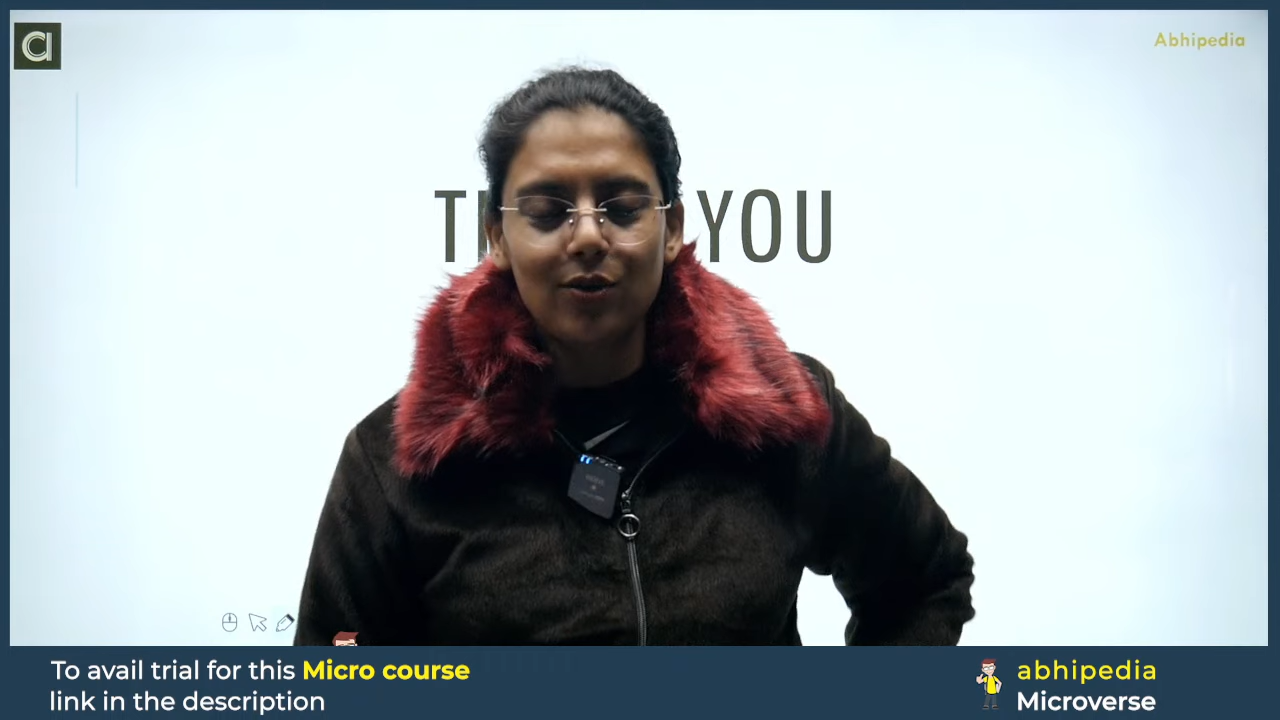 Abhipedia
YOU
To avail trial for this Micro course
link in the description
abhipedia
Microverse